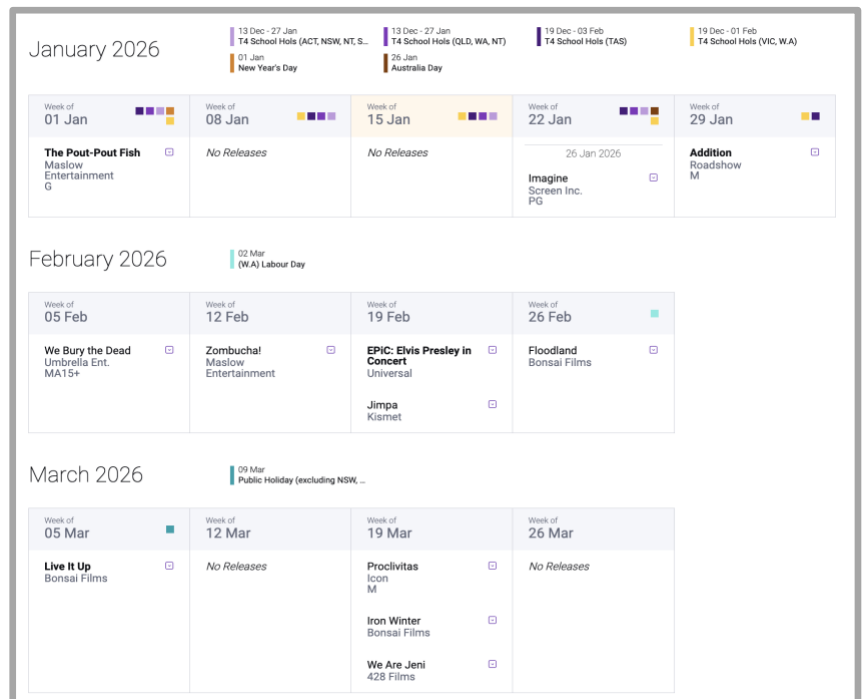 January 2026
13 Dec - 27 Jan
T4 School Hols (ACT, NSW, NT, S...
13 Dec - 27 Jan
T4 School Hols (QLD, WA, NT)
19 Dec - 03 Feb
T4 School Hols (TAS)
19 Dec - 01 Feb
T4 School Hols (VIC, W.A)
01 Jan
New Year's Day
26 Jan
Australia Day
Week of
01 Jan
Week of
08 Jan
Week of
15 Jan
Week of
22 Jan
Week of
29 Jan
The Pout-Pout Fish
Maslow
Entertainment
G
No Releases
No Releases
26 Jan 2026
Imagine
Screen Inc.
PG
Addition
Roadshow
M
February 2026
02 Mar
(W.A) Labour Day
Week of
05 Feb
Week of
12 Feb
Week of
19 Feb
Week of
26 Feb
We Bury the Dead
Umbrella Ent.
MA15+
Zombucha!
Maslow
Entertainment
EPiC: Elvis Presley in
Concert
Universal
Jimpa
Kismet
Floodland
Bonsai Films
March 2026
09 Mar
Public Holiday (excluding NSW, ...
Week of
05 Mar
Week of
12 Mar
Week of
19 Mar
Week of
26 Mar
Live It Up
Bonsai Films
No Releases
Proclivitas
Icon
M
Iron Winter
Bonsai Films
We Are Jeni
428 Films
No Releases